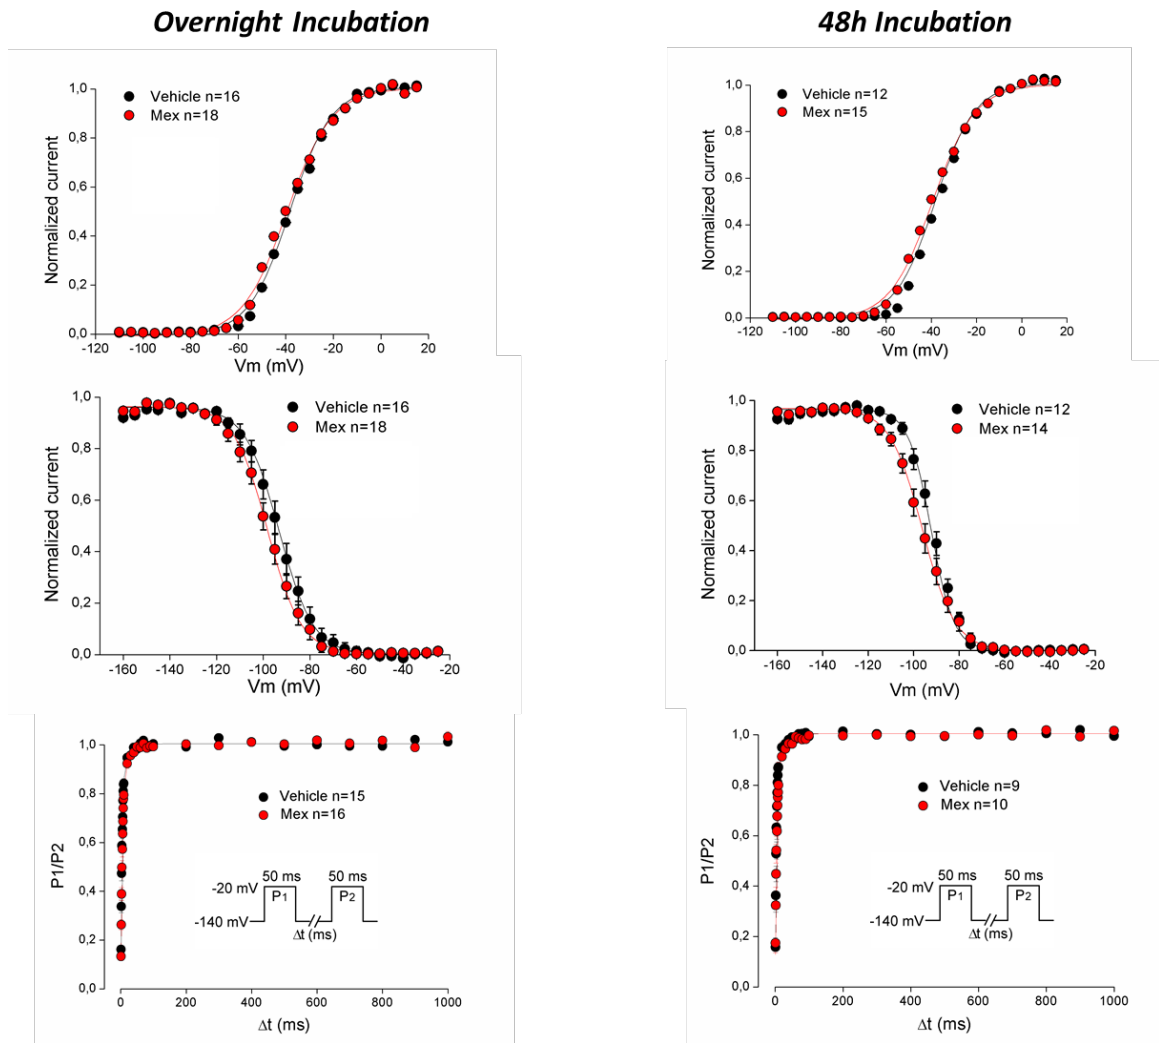 Overnight Incubation
48h Incubation
Normalized current
1,0
0,8
0,6
0,4
0,2
0,0
Vehicle n=16
Mex n=18
-120 -100 -80 -60 -40 -20 0 20
Vm (mV)
Normalized current
1,0
0,8
0,6
0,4
0,2
0,0
Vehicle n=12
Mex n=15
-120 -100 -80 -60 -40 -20 0 20
Vm (mV)
Normalized current
1,0
0,8
0,6
0,4
0,2
0,0
Vehicle n=16
Mex n=18
-160 -140 -120 -100 -80 -60 -40 -20
Vm (mV)
Normalized current
1,0
0,8
0,6
0,4
0,2
0,0
Vehicle n=12
Mex n=14
-160 -140 -120 -100 -80 -60 -40 -20
Vm (mV)
P1/P2
1,0
0,8
0,6
0,4
0,2
0,0
Vehicle n=15
Mex n=16
50 ms 50 ms
-20 mV P1 P2
-140 mV
Δt (ms)
0 200 400 600 800 1000
Δt (ms)
P1/P2
1,0
0,8
0,6
0,4
0,2
0,0
Vehicle n=9
Mex n=10
50 ms 50 ms
-20 mV P1 P2
-140 mV
Δt (ms)
0 200 400 600 800 1000
Δt (ms)